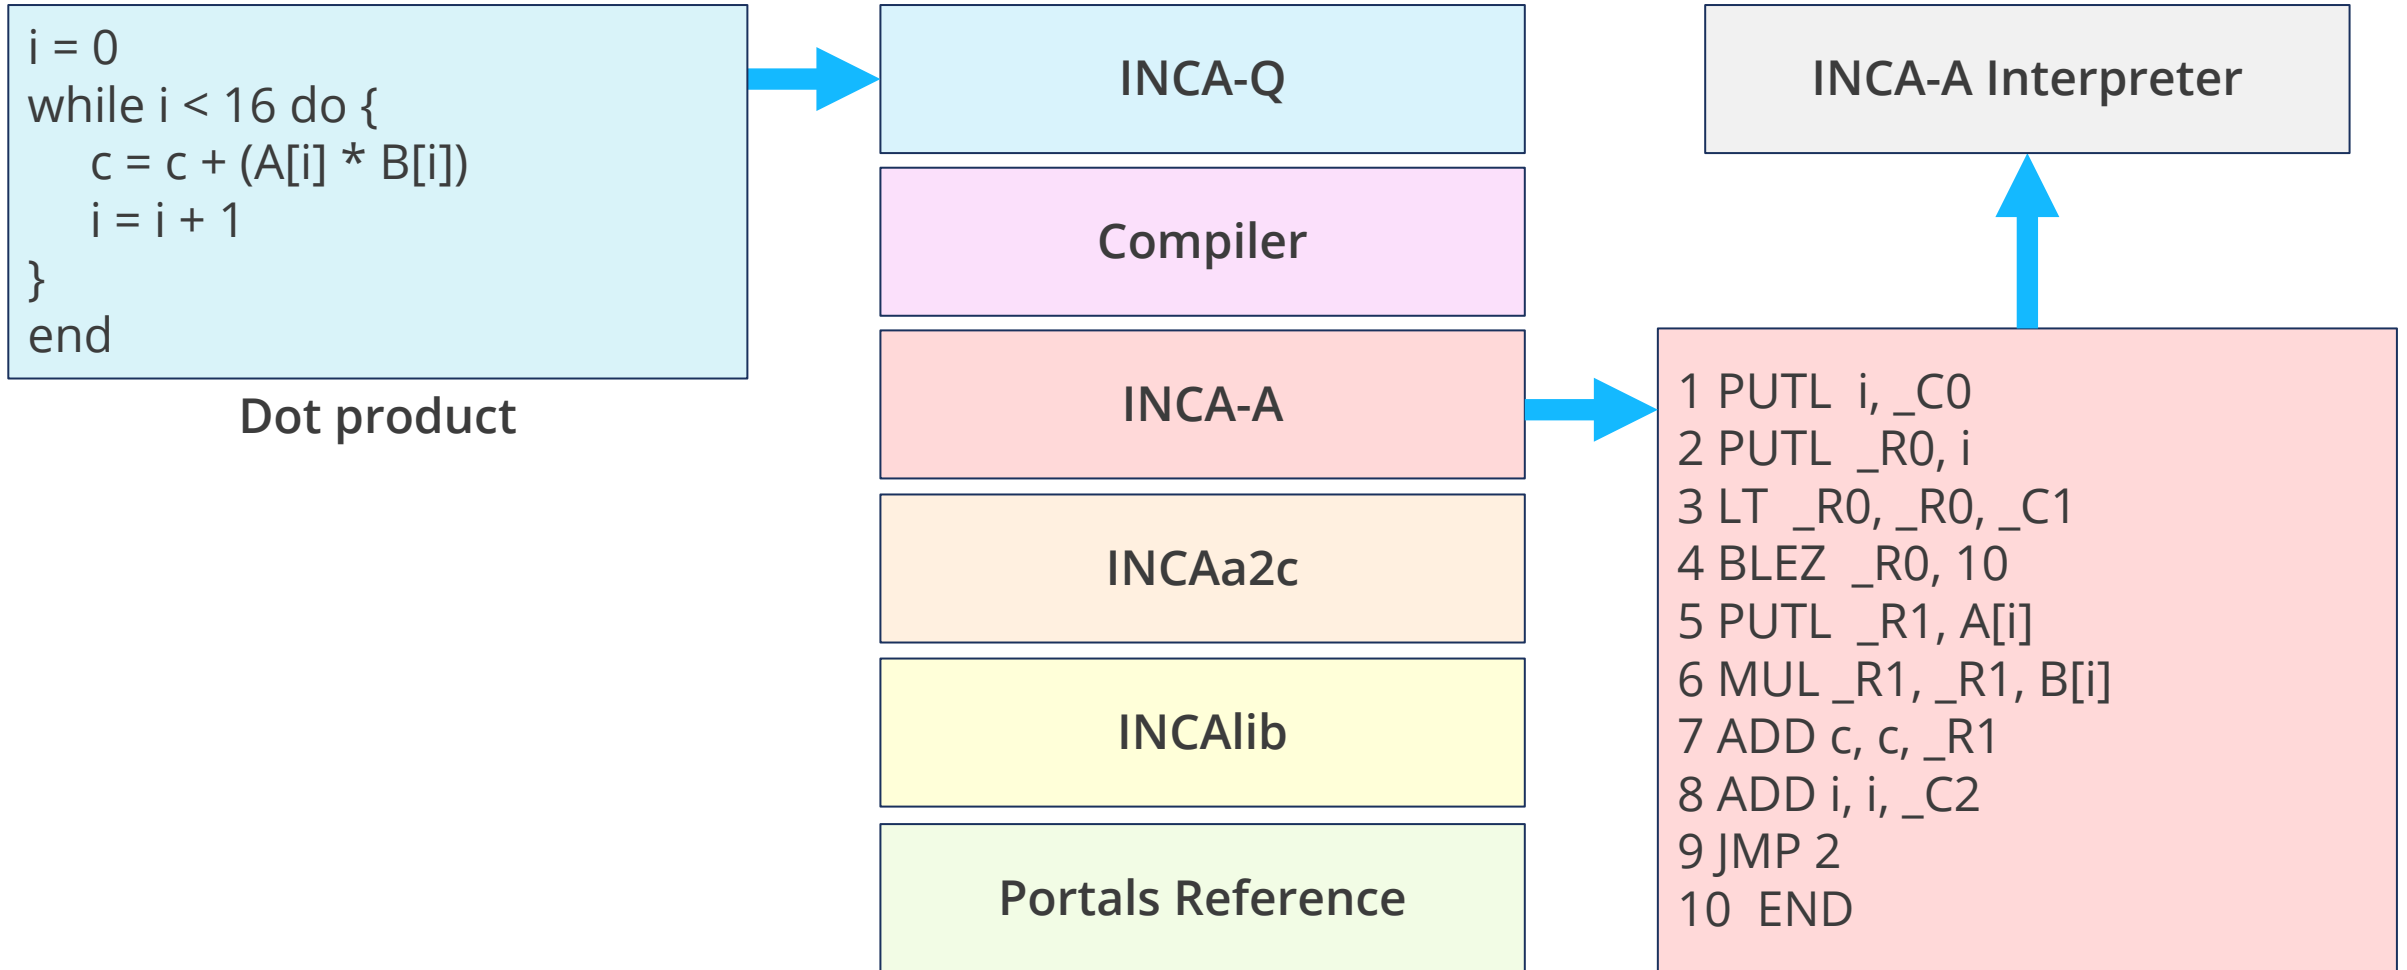 i = 0
while i < 16 do {
c = c + (A[i] * B[i])
i = i + 1
}
end
Dot product
INCA-Q
Compiler
INCA-A
INCAa2c
INCAlib
Portals Reference
INCA-A Interpreter
1 PUTL i, _C0
2 PUTL _R0, i
3 LT _R0, _R0, _C1
4 BLEZ _R0, 10
5 PUTL _R1, A[i]
6 MUL _R1, _R1, B[i]
7 ADD c, c, _R1
8 ADD i, i, _C2
9 JMP 2
10 END